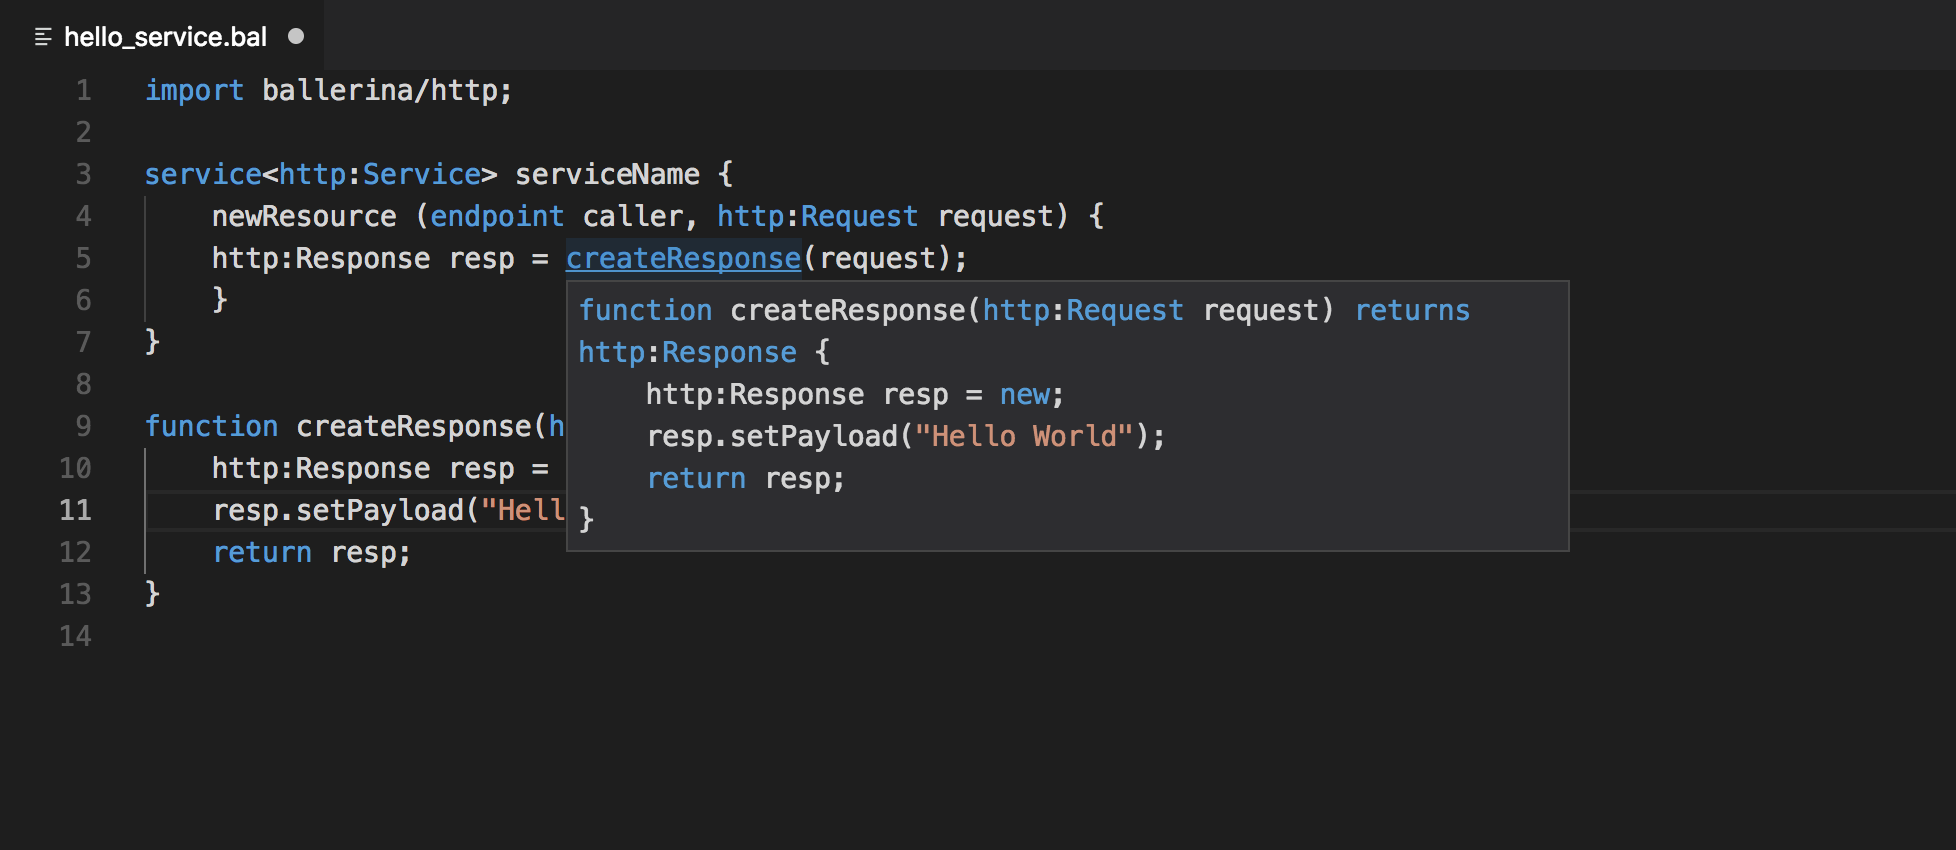 hello_service.bal
1 import ballerina/http;
2
3 service<http:Service> serviceName {
4 newResource (endpoint caller, http:Request request) {
5 http:Response resp = createResponse(request);
6 }
7 }
8
9 function createResponse(h
10 http:Response resp =
11 resp.setPayload("Hell
12 return resp;
13 }
14
function createResponse(http:Request request) returns
http:Response {
http:Response resp = new;
resp.setPayload("Hello World");
return resp;
}